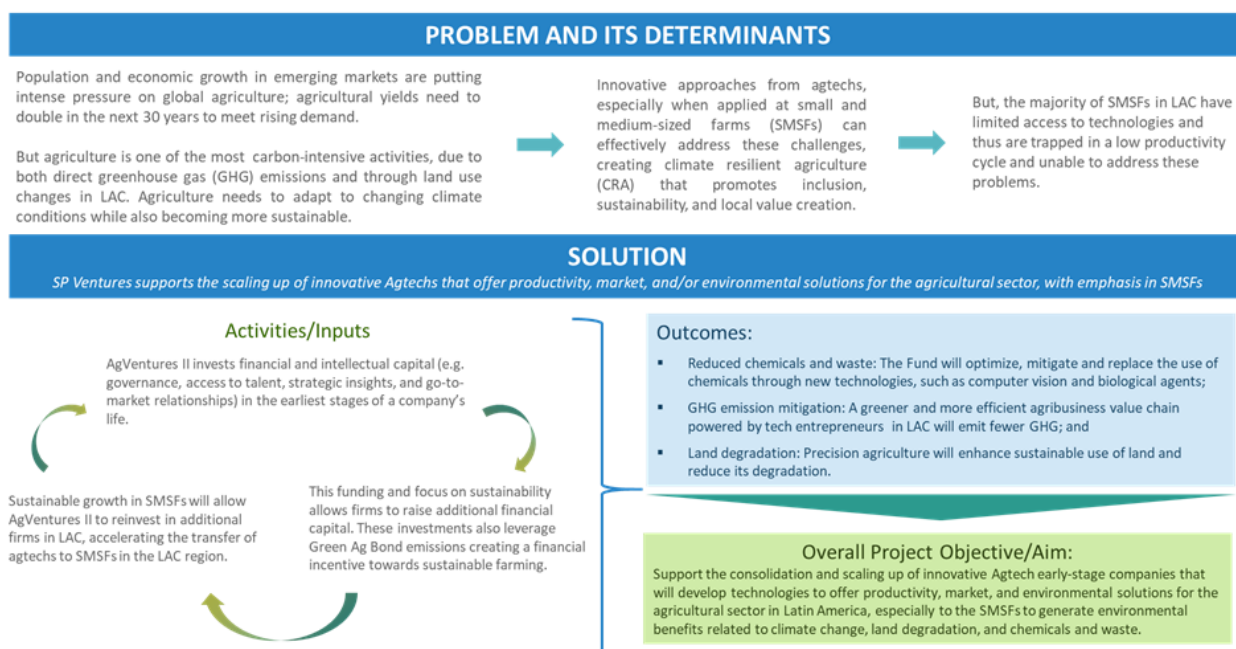 PROBLEM AND ITS DETERMINANTS
Population and economic growth in emerging markets are putting
intense pressure on global agriculture; agricultural yields need to
double in the next 30 years to meet rising demand.
But agriculture is one of the most carbon-intensive activities, due to
both direct greenhouse gas (GHG) emissions and through land use
changes in LAC. Agriculture needs to adapt to changing climate
conditions while also becoming more sustainable.
Innovative approaches from agtechs,
especially when applied at small and
medium-sized farms (SMSFs) can
effectively address these challenges,
creating climate resilient agriculture
(CRA) that promotes inclusion,
sustainability, and local value creation.
But, the majority of SMSFs in LAC have
limited access to technologies and
thus are trapped in a low productivity
cycle and unable to address these
problems.
SOLUTION
SP Ventures supports the scaling up of innovative Agtechs that offer productivity, market, and/or environmental solutions for the agricultural sector, with emphasis in SMSFs
Activities/Inputs
AgVentures II invests financial and intellectual capital (e.g.
governance, access to talent, strategic insights, and go-to-
market relationships) in the earliest stages of a company's
life.
This funding and focus on sustainability
allows firms to raise additional financial
capital. These investments also leverage
Green Ag Bond emissions creating a financial
incentive towards sustainable farming.
Sustainable growth in SMSFs will allow
AgVentures II to reinvest in additional
firms in LAC, accelerating the transfer of
agtechs to SMSFs in the LAC region.
Outcomes:
▪ Reduced chemicals and waste: The Fund will optimize, mitigate and replace the use of
chemicals through new technologies, such as computer vision and biological agents;
▪ GHG emission mitigation: A greener and more efficient agribusiness value chain
powered by tech entrepreneurs in LAC will emit fewer GHG; and
▪ Land degradation: Precision agriculture will enhance sustainable use of land and
reduce its degradation.
Overall Project Objective/Aim:
Support the consolidation and scaling up of innovative Agtech early-stage companies that
will develop technologies to offer productivity, market, and environmental solutions for the
agricultural sector in Latin America, especially to the SMSFs to generate environmental
benefits related to climate change, land degradation, and chemicals and waste.